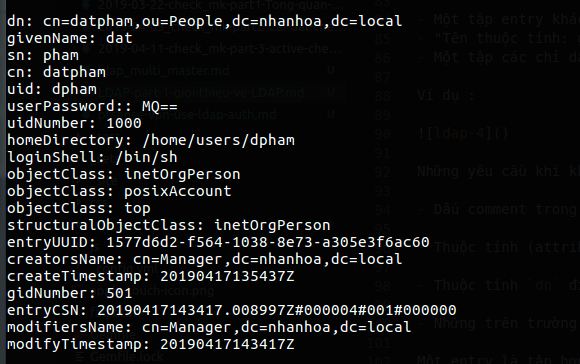 dn: cn=datpham,ou=People,dc=nhanhoa,dc=local
givenName: dat
sn: pham
cn: datpham
uid: dpham
userPassword:: MQ==
uidNumber: 1000
homeDirectory: /home/users/dpham
loginShell: /bin/sh
objectClass: inetOrgPerson
objectClass: posixAccount
objectClass: top
structuralObjectClass: inetOrgPerson
entryUUID: 1577d6d2-f564-1038-8e73-a305e3f6ac60
creatorsName: cn=Manager,dc=nhanhoa,dc=local
createTimestamp: 20190417135437Z
gidNumber: 501
entryCSN: 20190417143417.008997Z#000004#001#000000
modifiersName: cn=Manager,dc=nhanhoa,dc=local
modifyTimestamp: 20190417143417Z